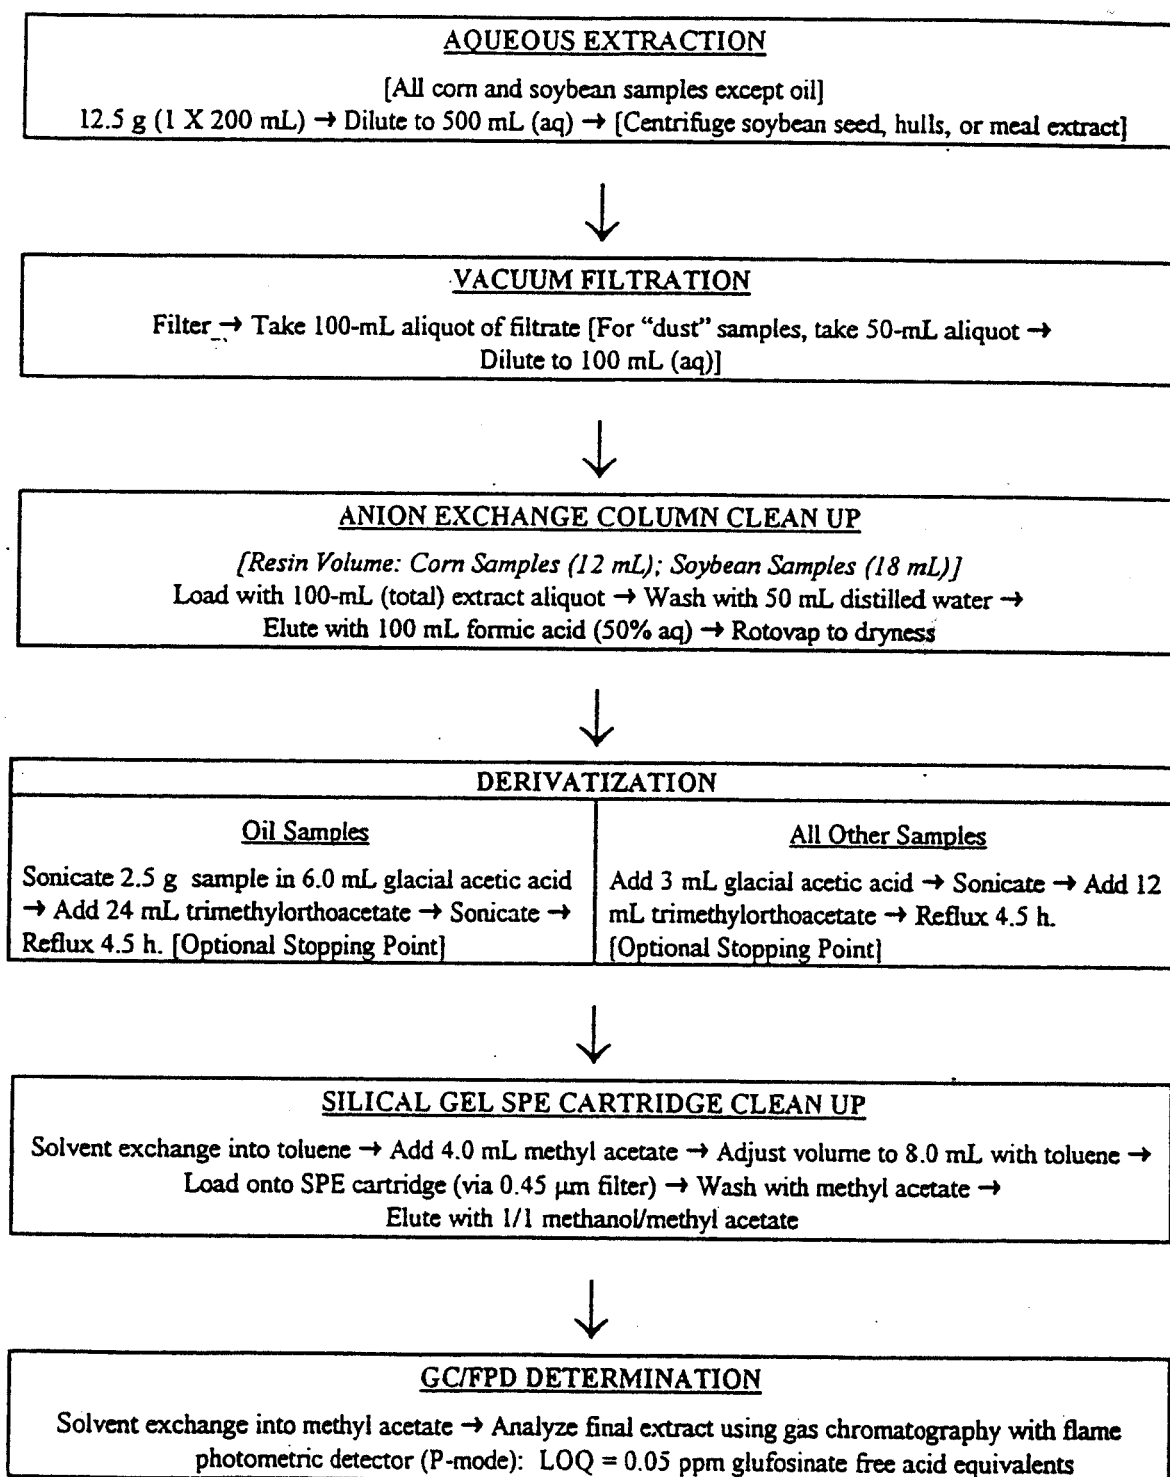 AQUEOUS EXTRACTION
[All corn and soybean samples except oil]
12.5 g (1 X 200 mL) → Dilute to 500 mL (aq) → [Centrifuge soybean seed, hulls, or meal extract]
VACUUM FILTRATION
Filter → Take 100-mL aliquot of filtrate [For “dust” samples, take 50-mL aliquot →
Dilute to 100 mL (aq)]
ANION EXCHANGE COLUMN CLEAN UP
[Resin Volume: Corn Samples (12 mL); Soybean Samples (18 mL)]
Load with 100-mL (total) extract aliquot → Wash with 50 mL distilled water →
Elute with 100 mL formic acid (50% aq) → Rotovap to dryness
DERIVATIZATION
Oil Samples
Sonicate 2.5 g sample in 6.0 mL glacial acetic acid
→ Add 24 mL trimethylorthoacetate → Sonicate →
Reflux 4.5 h. [Optional Stopping Point]
All Other Samples
Add 3 mL glacial acetic acid → Sonicate → Add 12
mL trimethylorthoacetate → Reflux 4.5 h.
[Optional Stopping Point]
SILICAL GEL SPE CARTRIDGE CLEAN UP
Solvent exchange into toluene → Add 4.0 mL methyl acetate → Adjust volume to 8.0 mL with toluene →
Load onto SPE cartridge (via 0.45 µm filter) → Wash with methyl acetate →
Elute with 1/1 methanol/methyl acetate
GC/FPD DETERMINATION
Solvent exchange into methyl acetate → Analyze final extract using gas chromatography with flame
photometric detector (P-mode): LOQ = 0.05 ppm glufosinate free acid equivalents